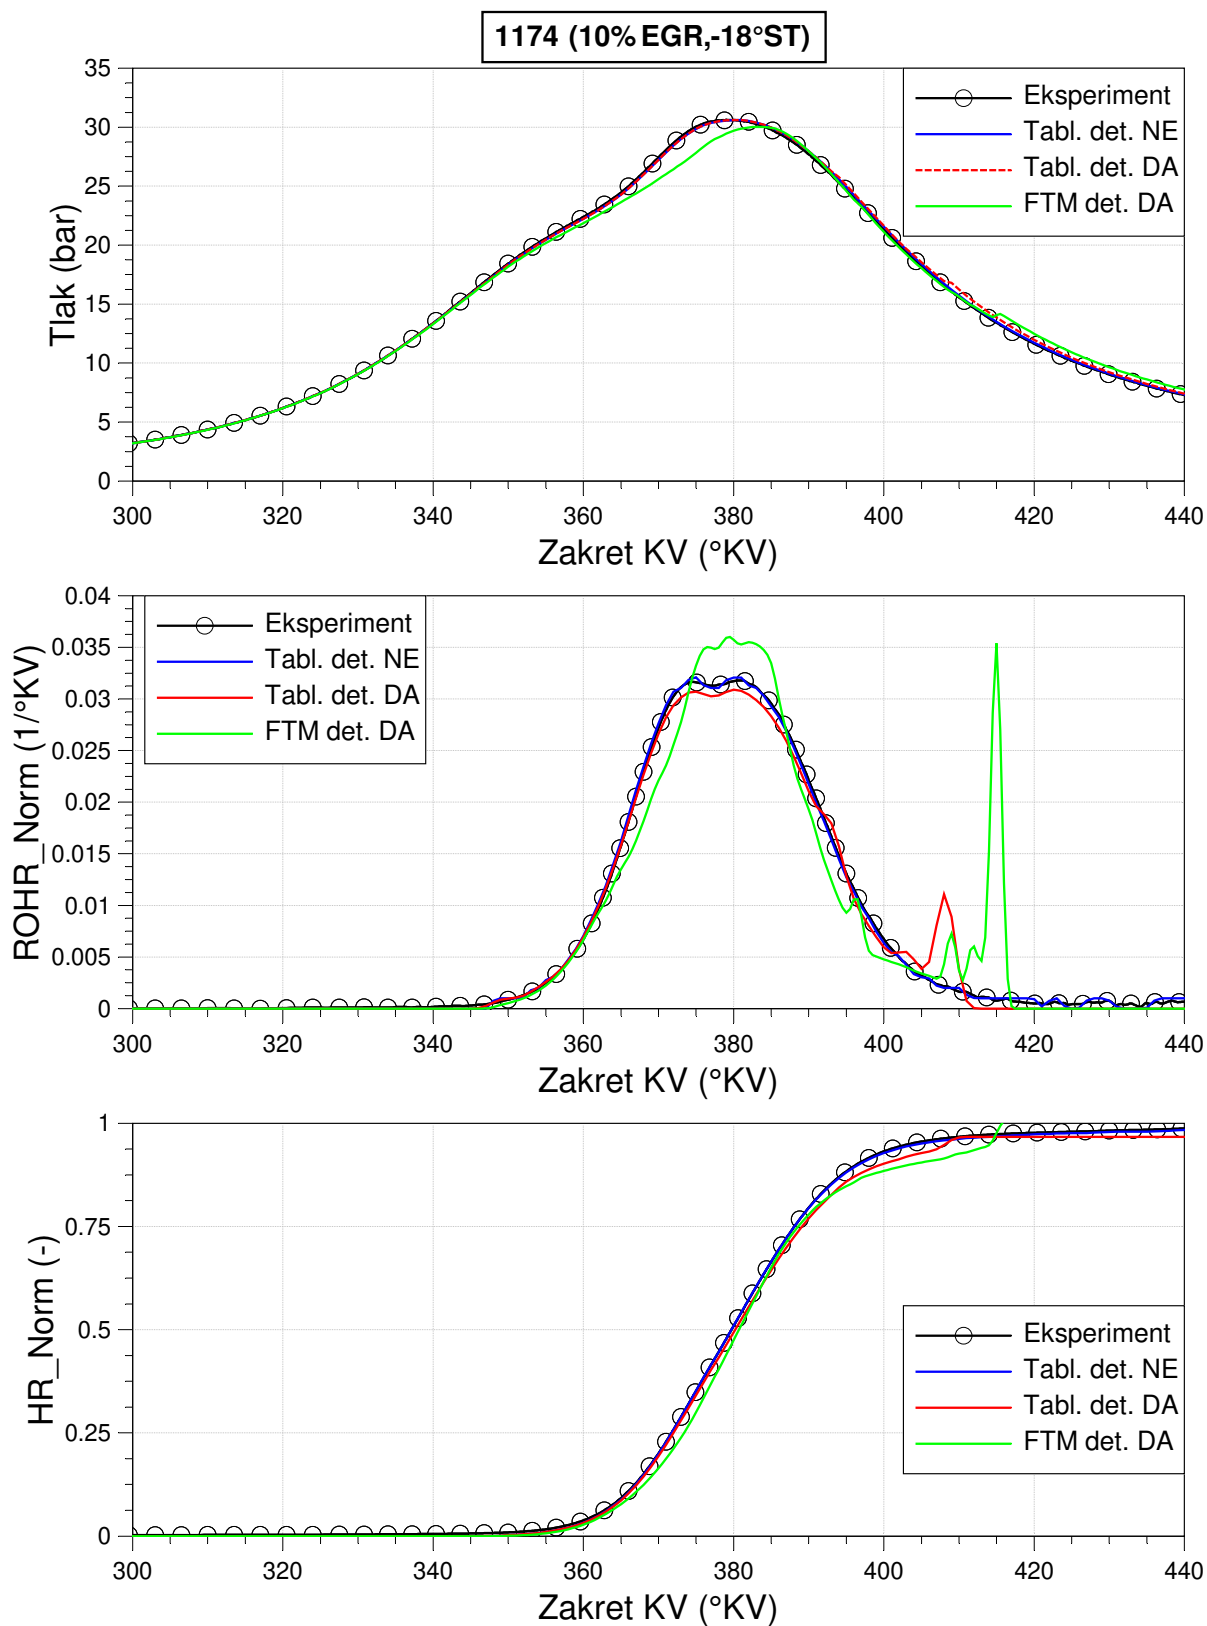 1174 (10% EGR,-18°ST)
Tlak (bar)
35
30
25
20
15
10
5
0
Eksperiment
Tabl. det. NE
Tabl. det. DA
FTM det. DA
300 320 340 360 380 400 420 440
Zakret KV (°KV)
ROHR_Norm (1/°KV)
0.04
0.035
0.03
0.025
0.02
0.015
0.01
0.005
0
Eksperiment
Tabl. det. NE
Tabl. det. DA
FTM det. DA
300 320 340 360 380 400 420 440
Zakret KV (°KV)
HR_Norm (-)
1
0.75
0.5
0.25
0
Eksperiment
Tabl. det. NE
Tabl. det. DA
FTM det. DA
300 320 340 360 380 400 420 440
Zakret KV (°KV)